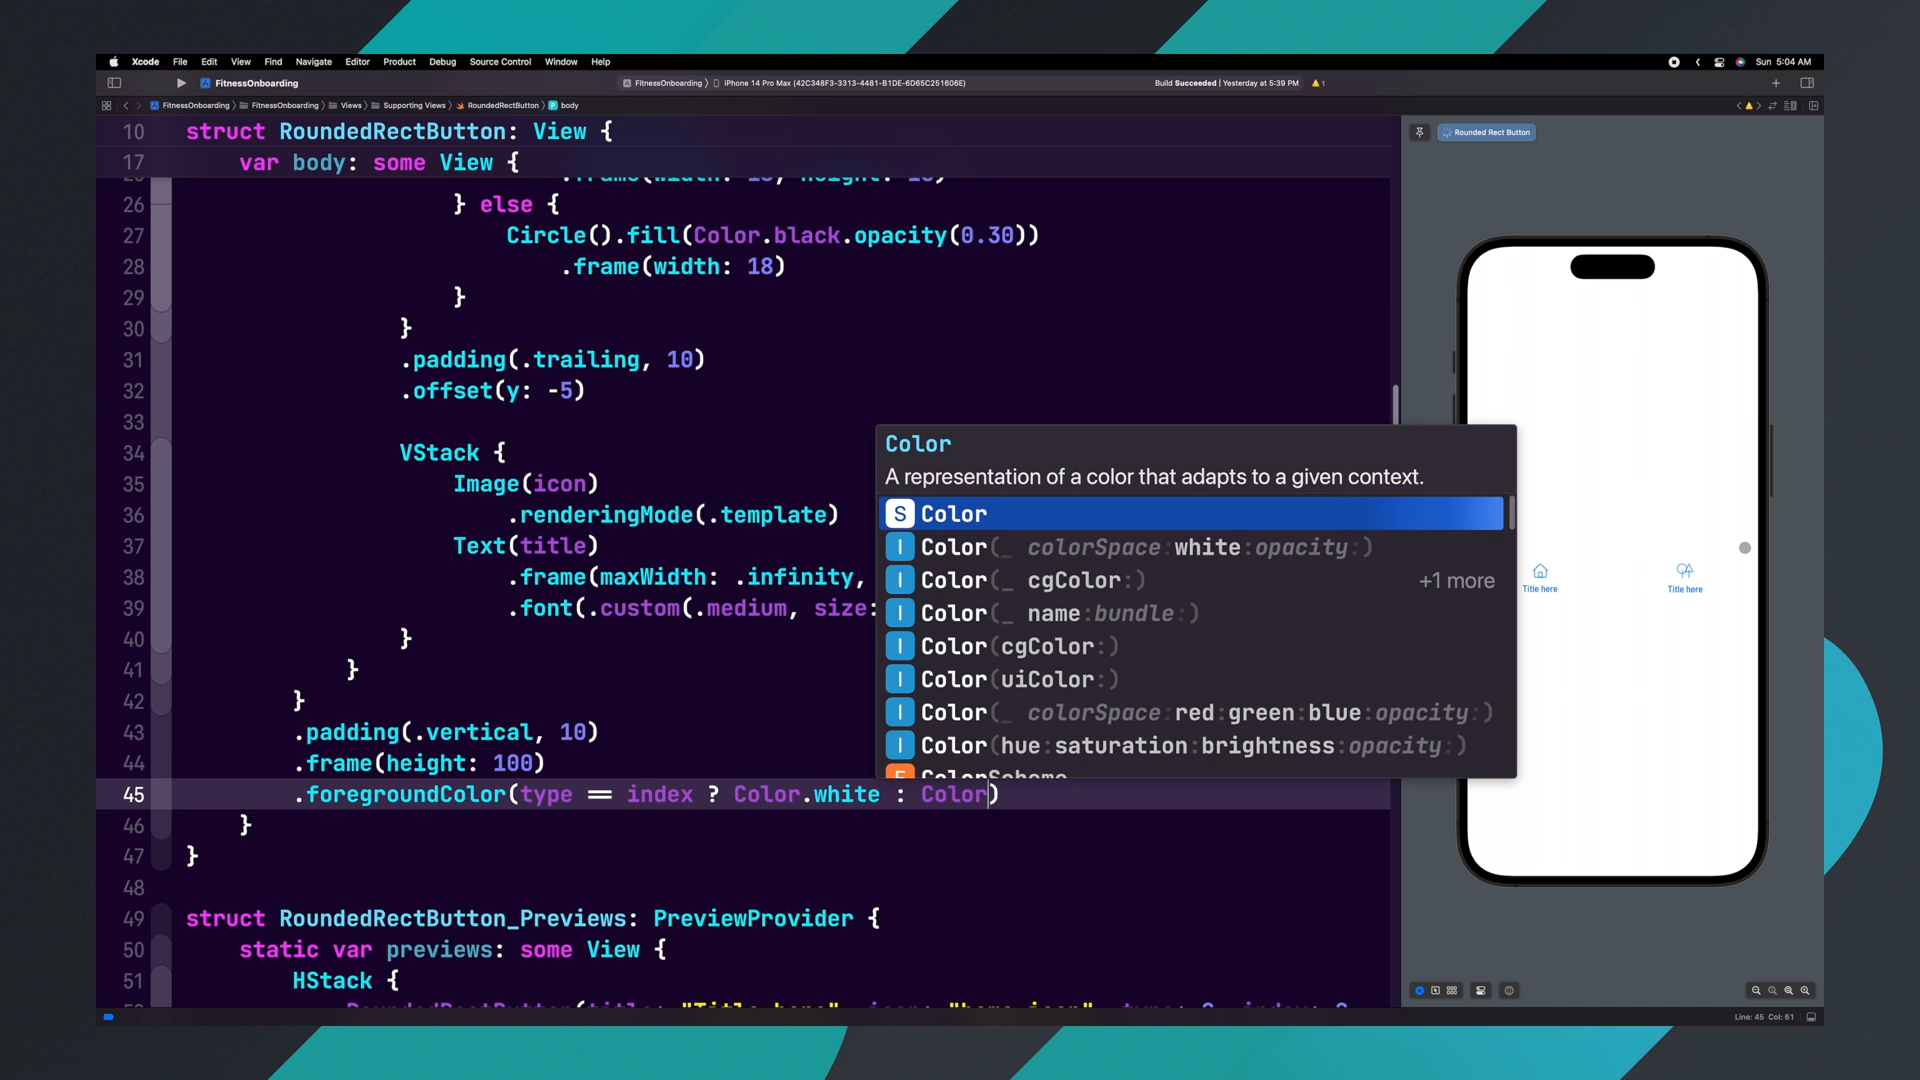 Xcode File Edit View Find Navigate Editor Product Debug Source Control Window Help
Sun 5:04 AM
FitnessOnboarding
FitnessOnboarding 〉 iPhone 14 Pro Max (42C348F3-3313-4481-B1DE-6D65C251606E)
Build Succeeded | Yesterday at 5:39 PM
1
FitnessOnboarding 〉 FitnessOnboarding 〉 Views 〉 Supporting Views 〉 RoundedRectButton 〉 body
10 struct RoundedRectButton: View {
17 var body: some View {
26 } else {
27 Circle().fill(Color.black.opacity(0.30))
28 .frame(width: 18)
29 }
30 }
31 .padding(.trailing, 10)
32 .offset(y: -5)
33
34 VStack {
35 Image(icon)
36 .renderingMode(.template)
37 Text(title)
38 .frame(maxWidth: .infinity,
39 .font(.custom(.medium, size:
40 }
41 }
42 }
43 .padding(.vertical, 10)
44 .frame(height: 100)
45 .foregroundColor(type == index ? Color.white : Color)
46 }
47 }
48
49 struct RoundedRectButton_Previews: PreviewProvider {
50 static var previews: some View {
51 HStack {
Color
A representation of a color that adapts to a given context.
S Color
I Color(_ colorSpace:white:opacity:)
I Color(_ cgColor:) +1 more
I Color(_ name:bundle:)
I Color(cgColor:)
I Color(uiColor:)
I Color(_ colorSpace:red:green:blue:opacity:)
I Color(hue:saturation:brightness:opacity:)
Rounded Rect Button
Title here
Title here
Line: 45 Col: 61